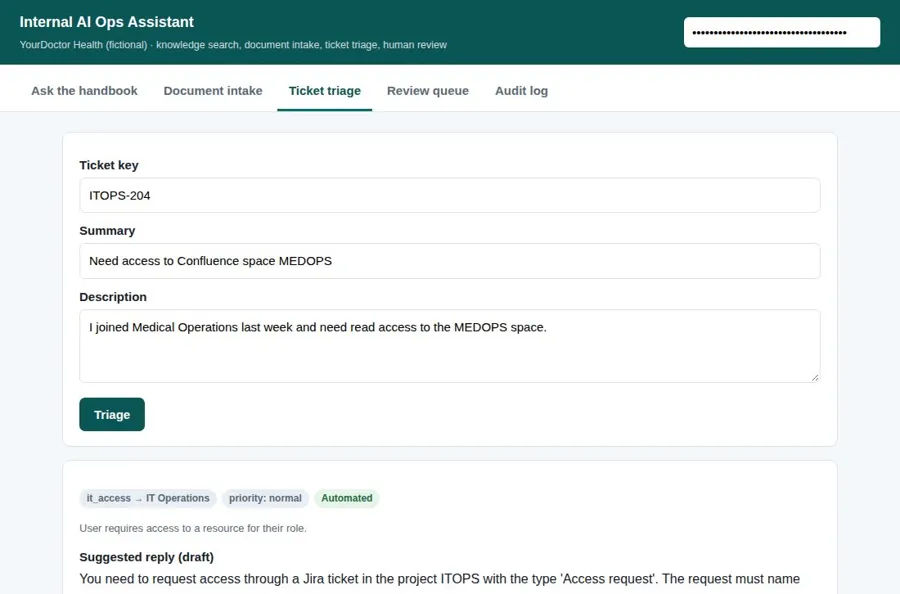 Internal AI Ops Assistant
YourDoctor Health (fictional) · knowledge search, document intake, ticket triage, human review
Ask the handbook
Document intake
Ticket triage
Review queue
Audit log
Ticket key
ITOPS-204
Summary
Need access to Confluence space MEDOPS
Description
I joined Medical Operations last week and need read access to the MEDOPS space.
Triage
it_access → IT Operations
priority: normal
Automated
User requires access to a resource for their role.
Suggested reply (draft)
You need to request access through a Jira ticket in the project ITOPS with the type 'Access request'. The request must name